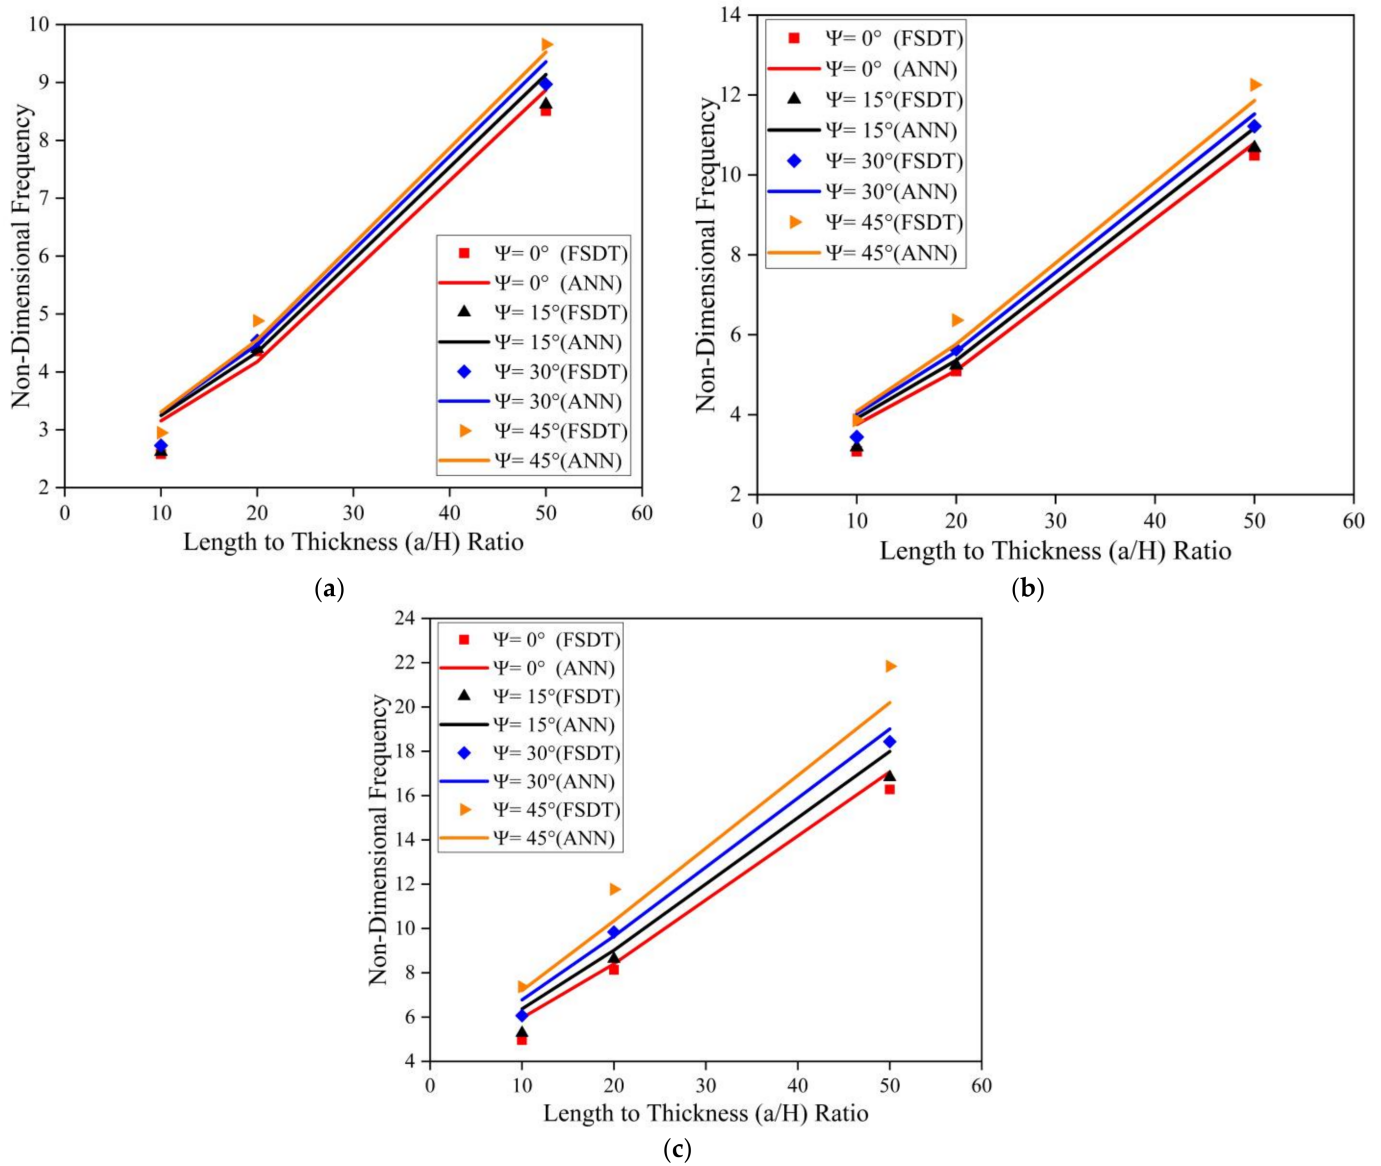 10
9
8
7
6
5
4
3
2
0
10
20
30
40
50
60
Non-Dimensional Frequency
Length to Thickness (a/H) Ratio
Ψ= 0° (FSDT)
Ψ= 0° (ANN)
Ψ= 15°(FSDT)
Ψ= 15°(ANN)
Ψ= 30°(FSDT)
Ψ= 30°(ANN)
Ψ= 45°(FSDT)
Ψ= 45°(ANN)
(a)
14
12
10
8
6
4
2
0
10
20
30
40
50
60
Non-Dimensional Frequency
Length to Thickness (a/H) Ratio
Ψ= 0° (FSDT)
Ψ= 0° (ANN)
Ψ= 15°(FSDT)
Ψ= 15°(ANN)
Ψ= 30°(FSDT)
Ψ= 30°(ANN)
Ψ= 45°(FSDT)
Ψ= 45°(ANN)
(b)
24
22
20
18
16
14
12
10
8
6
4
0
10
20
30
40
50
60
Non-Dimensional Frequency
Length to Thickness (a/H) Ratio
Ψ= 0° (FSDT)
Ψ= 0° (ANN)
Ψ= 15°(FSDT)
Ψ= 15°(ANN)
Ψ= 30°(FSDT)
Ψ= 30°(ANN)
Ψ= 45°(FSDT)
Ψ= 45°(ANN)
(c)